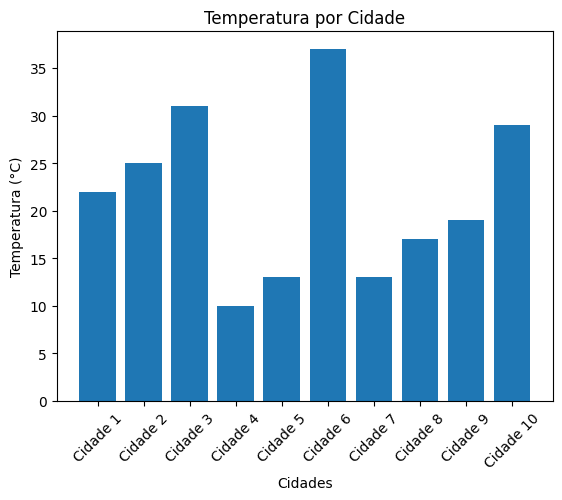 Temperatura por Cidade
Temperatura (°C)
35
30
25
20
15
10
5
0
Cidade 1
Cidade 2
Cidade 3
Cidade 4
Cidade 5
Cidade 6
Cidade 7
Cidade 8
Cidade 9
Cidade 10
Cidades